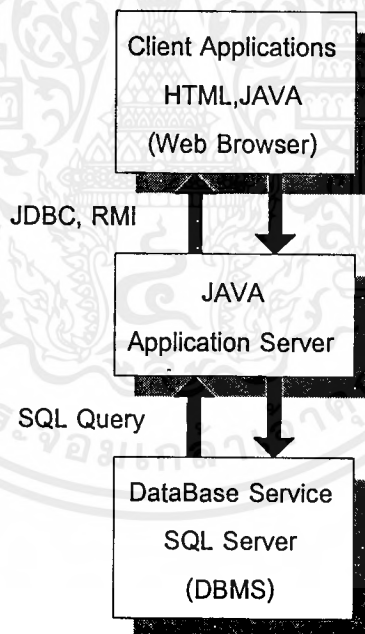 Client Applications
HTML,JAVA
(Web Browser)
JDBC, RMI
JAVA
Application Server
SQL Query
DataBase Service
SQL Server
(DBMS)